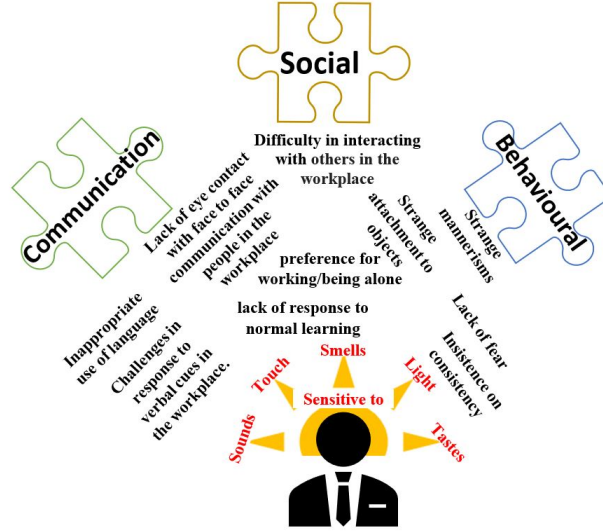 Social
Communication
Behavioural
Difficulty in interacting
with others in the
workplace
Lack of eye contact
with face to face
communication with
people in the
workplace
Strange
attachment to
objects
Strange
mannerisms
preference for
working/being alone
lack of response to
normal learning
Inappropriate
use of language
Challenges in
response to
verbal cues in
the workplace.
Lack of fear
Insistence on
consistency
Smells
Touch
Light
Sensitive to
Sounds
Tastes